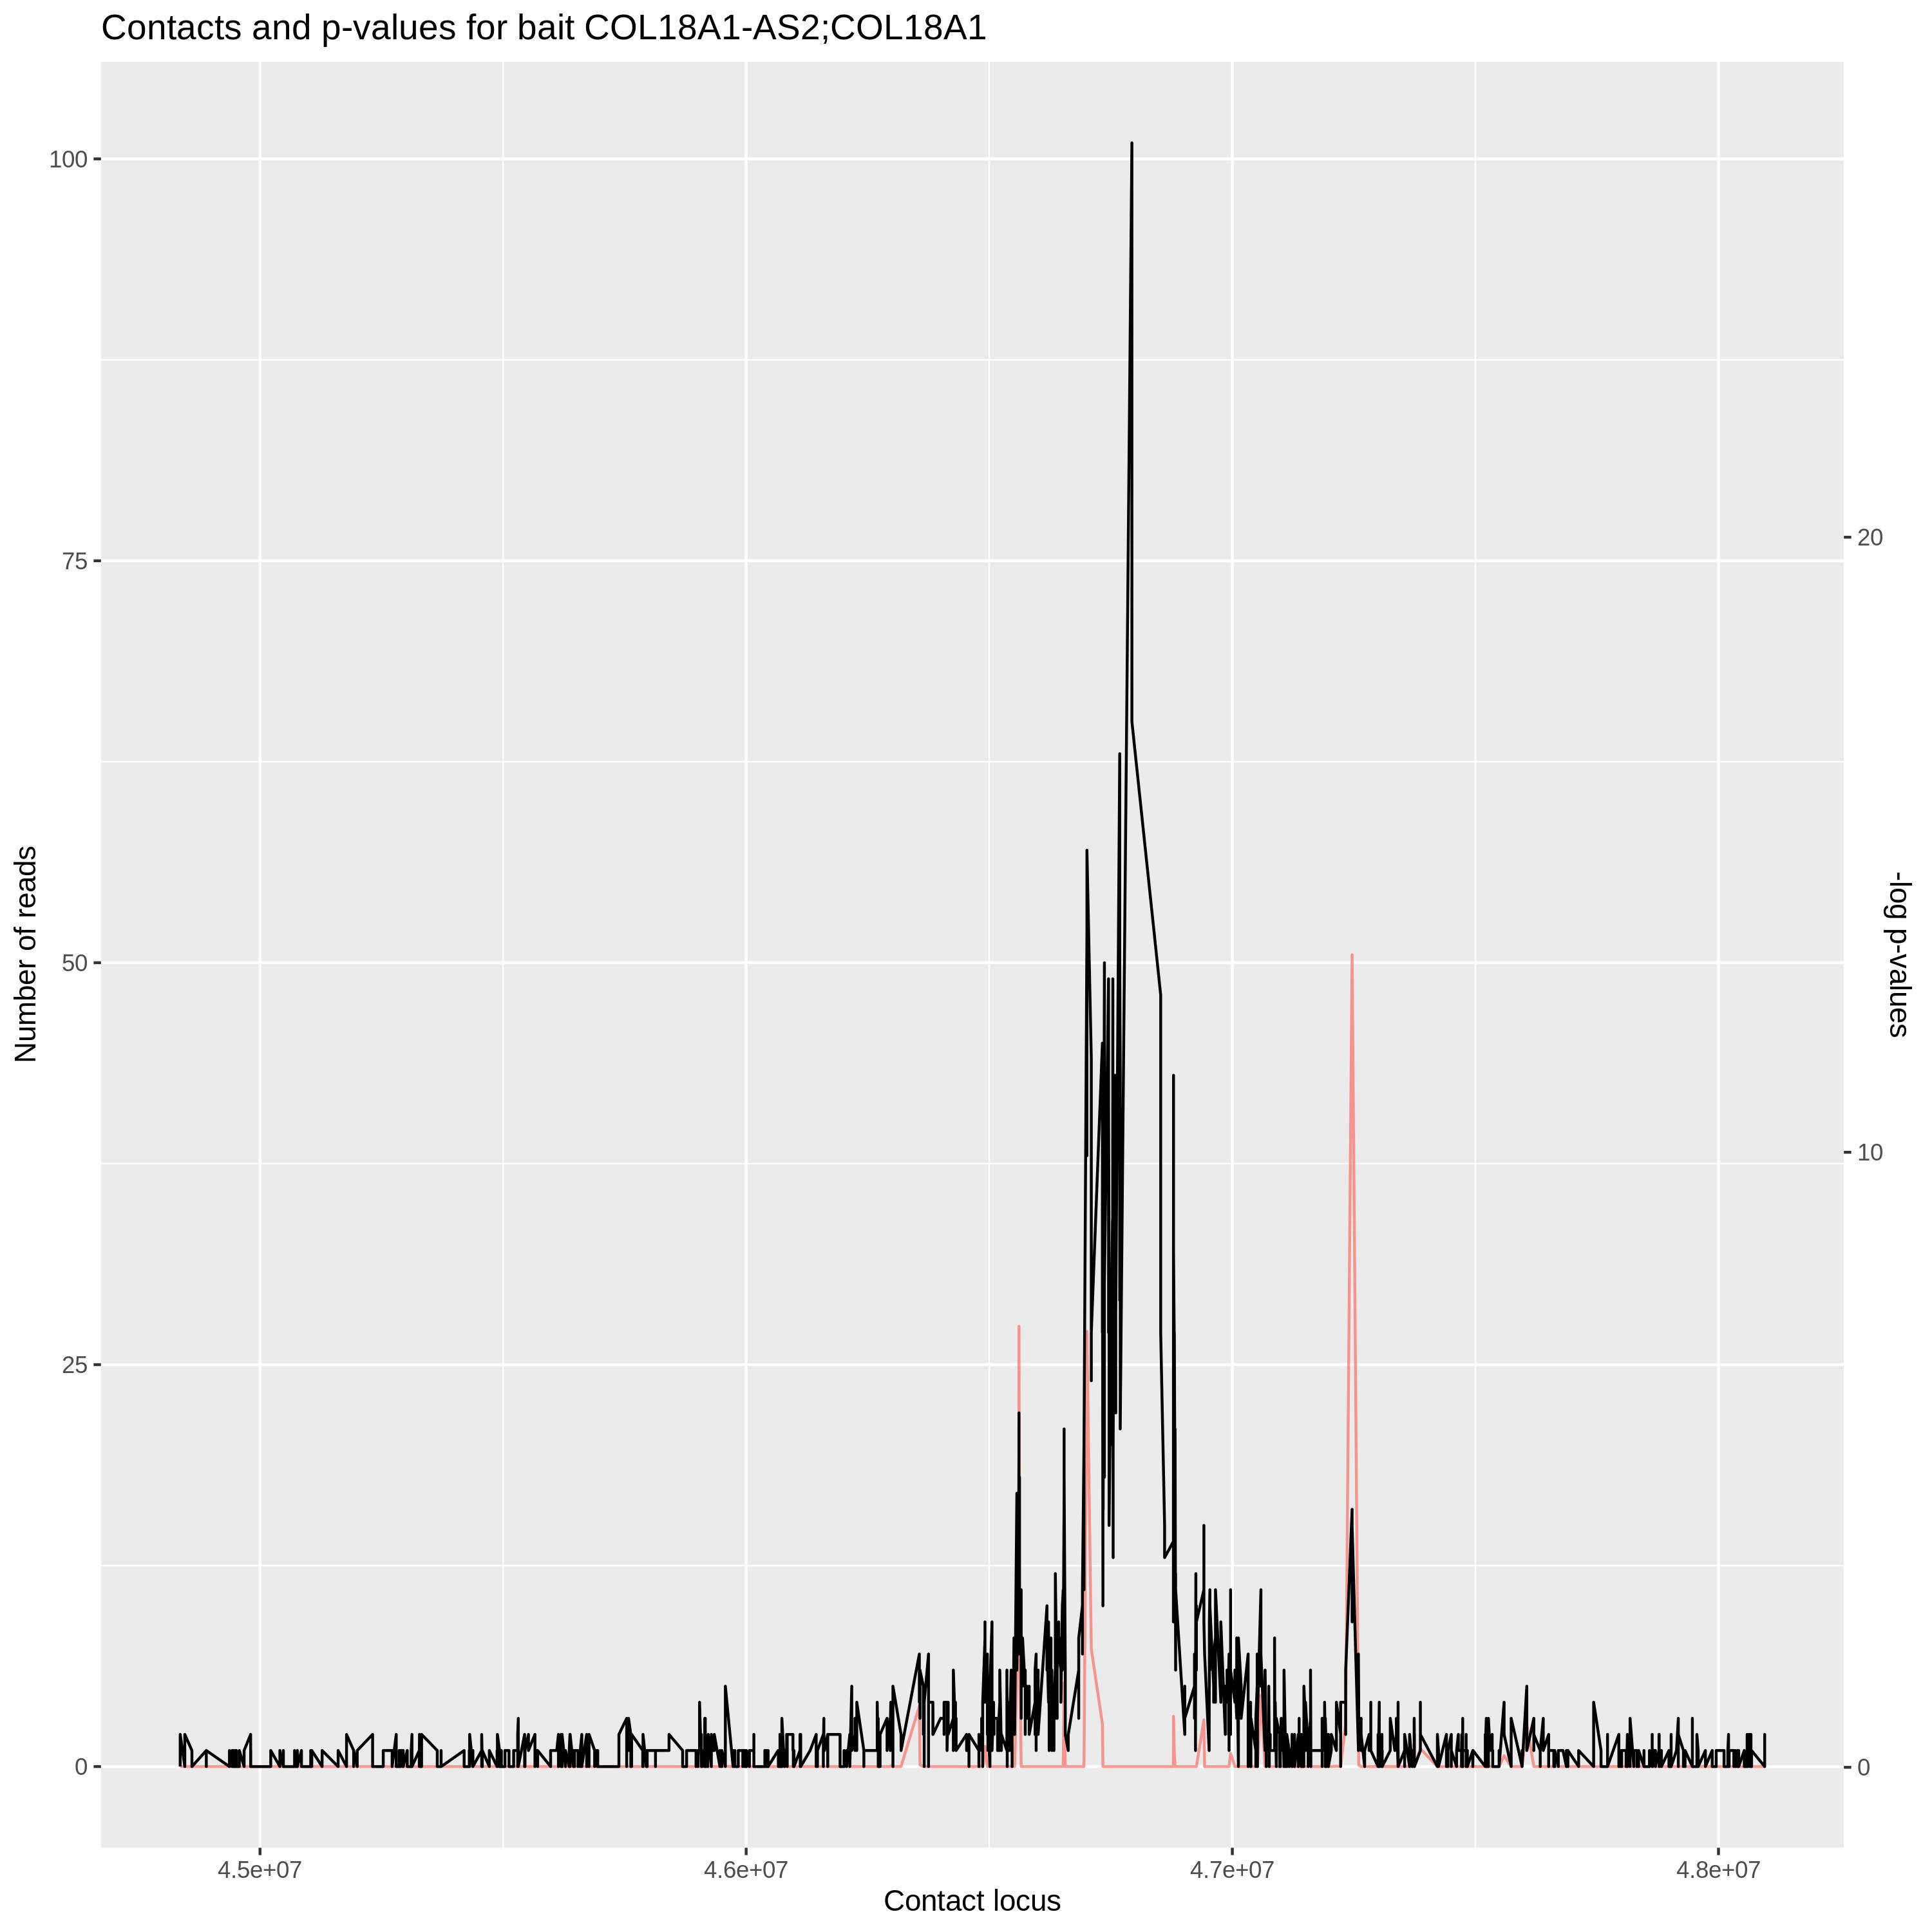 Contacts and p-values for bait COL18A1-AS2;COL18A1
100
75
50
25
0
Number of reads
20
10
0
-log p-values
4.5e+07
4.6e+07
4.7e+07
4.8e+07
Contact locus